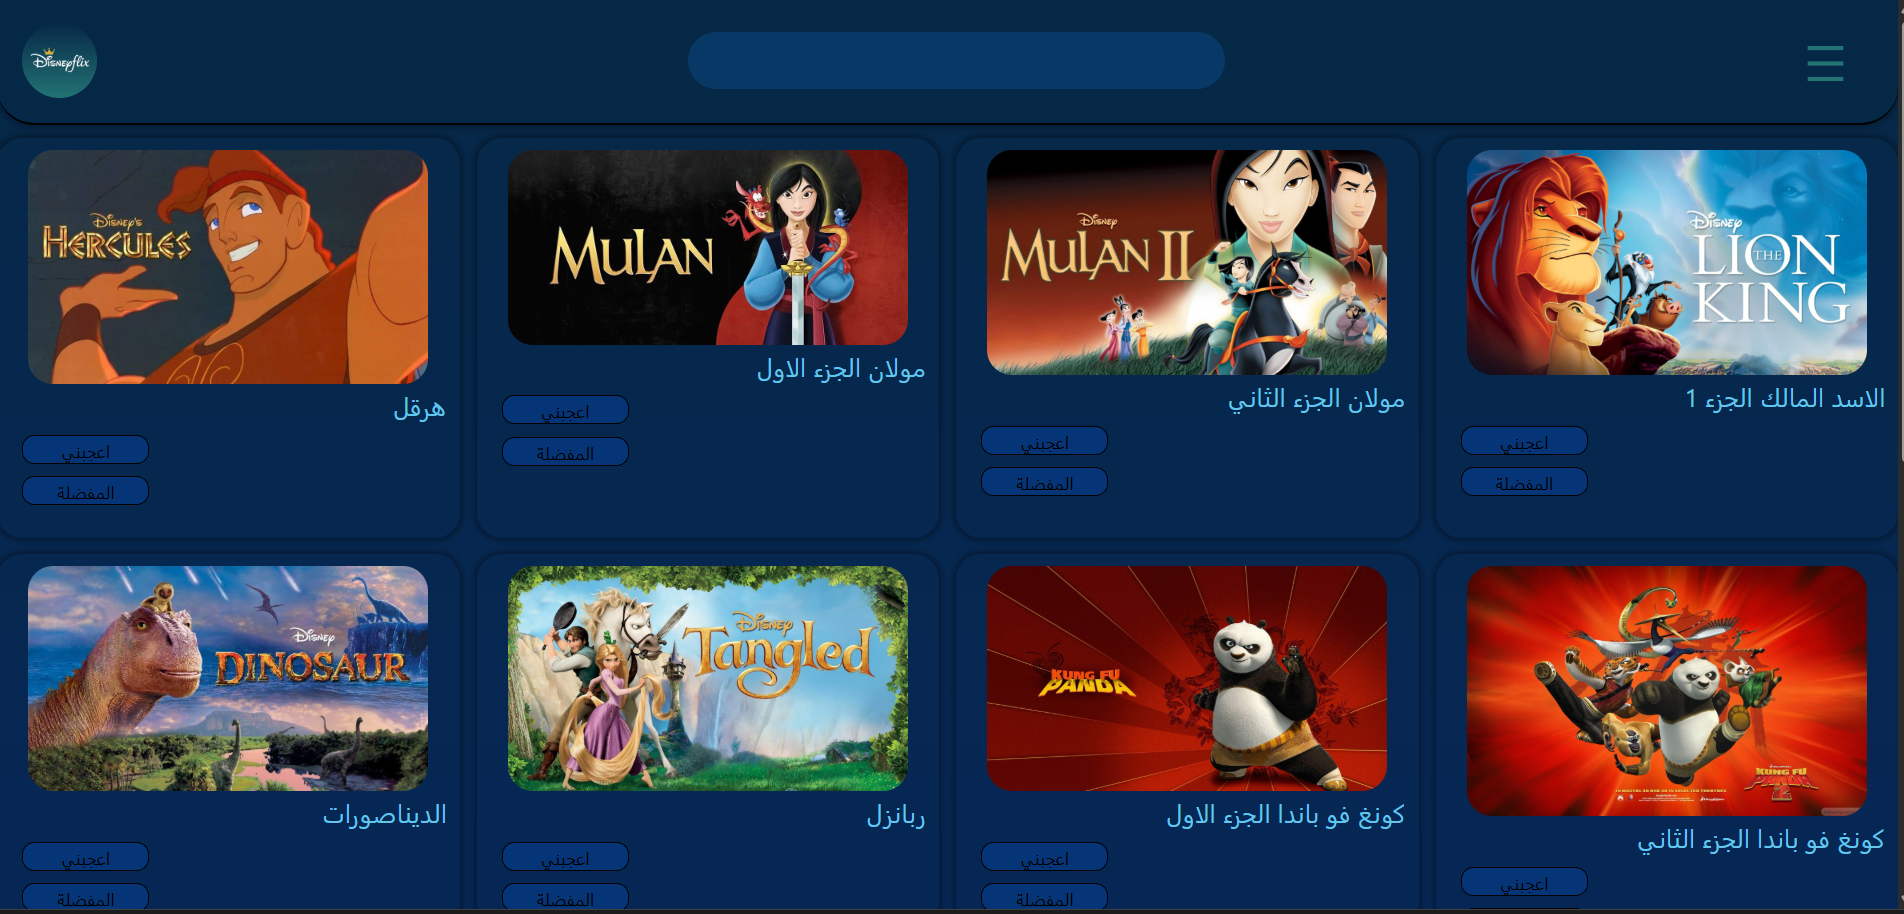 Disneyflix
☰
DISNEY'S
HERCULES
هرقل
اعجبني
المفضلة
MULAN
مولان الجزء الاول
اعجبني
المفضلة
DISNEY
MULAN II
مولان الجزء الثاني
اعجبني
المفضلة
DISNEY
THE
LION
KING
الاسد المالك الجزء 1
اعجبني
المفضلة
DISNEY
DINOSAUR
الديناصورات
اعجبني
المفضلة
DISNEY
Tangled
ربانزل
اعجبني
المفضلة
KUNG FU
PANDA
كونغ فو باندا الجزء الاول
اعجبني
المفضلة
KUNG FU
PANDA
2
كونغ فو باندا الجزء الثاني
اعجبني